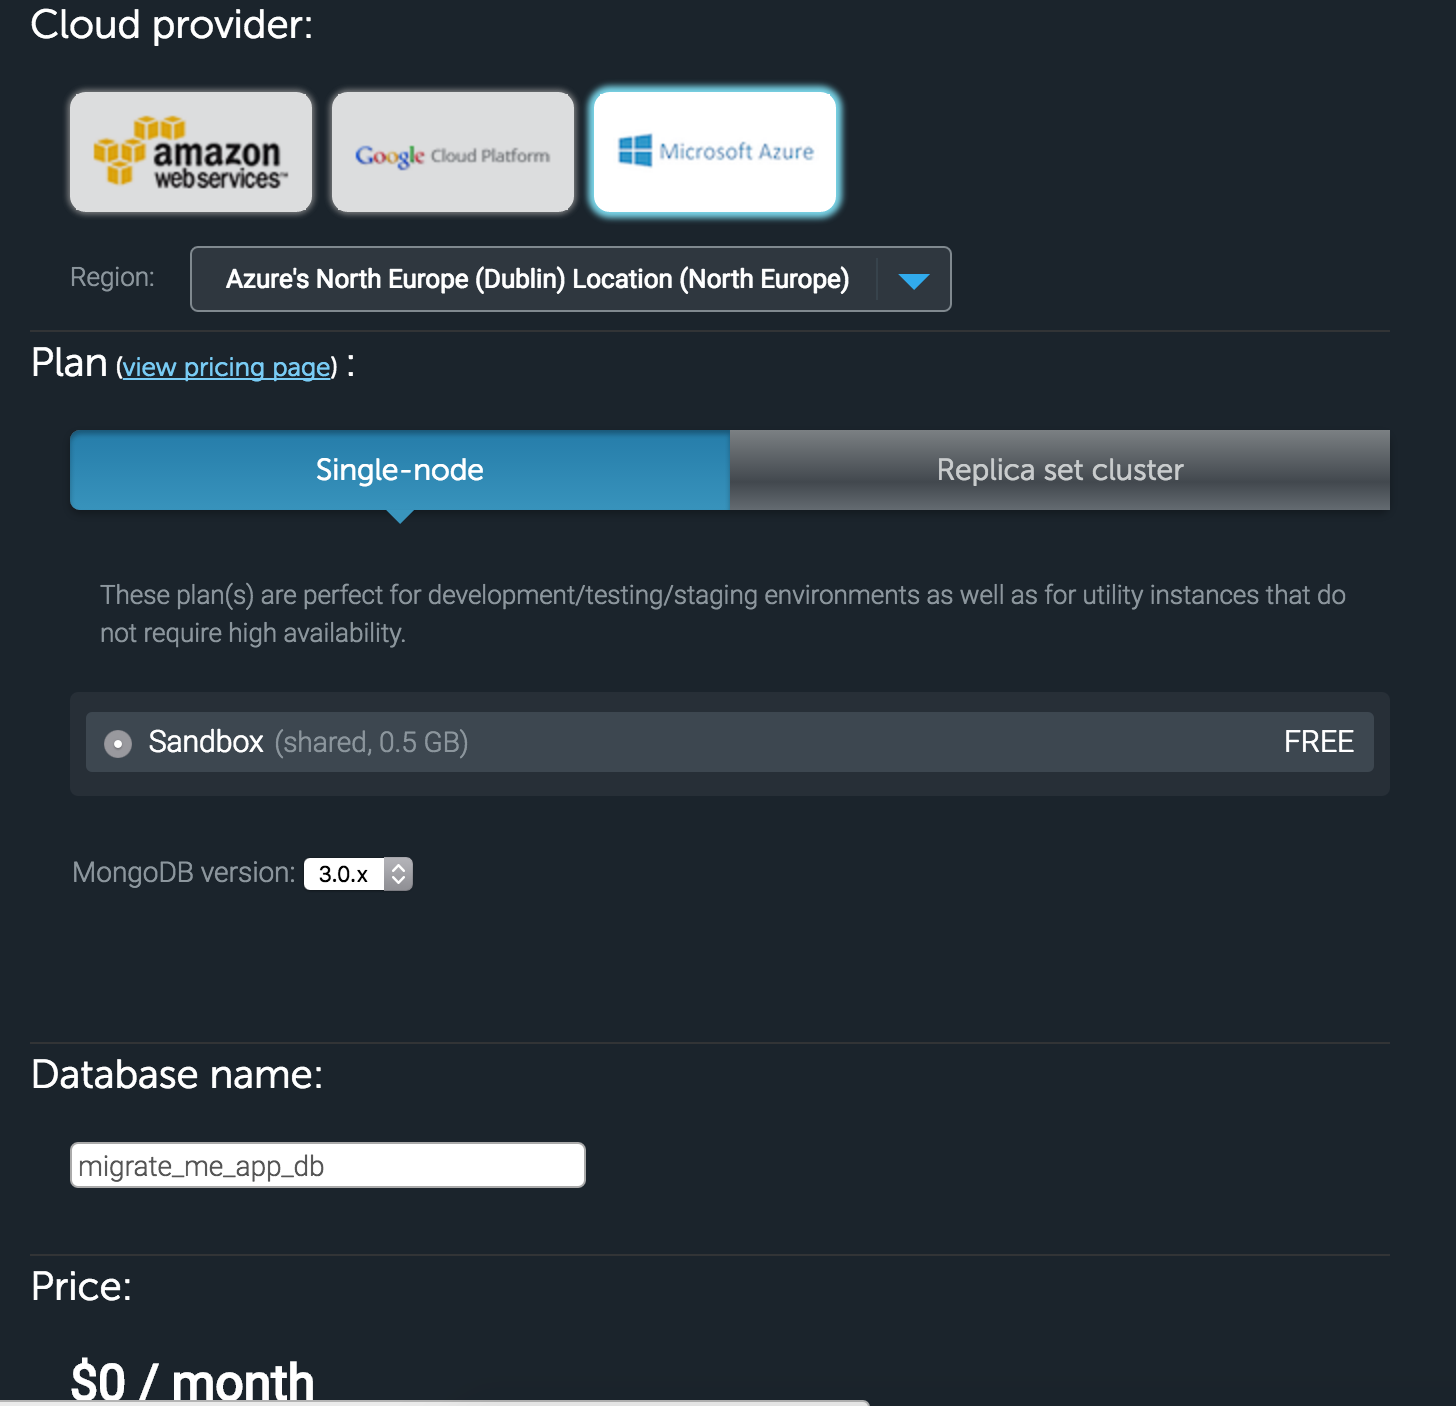 Cloud provider:
amazon
webservices™
Google Cloud Platform
Microsoft Azure
Region:
Azure's North Europe (Dublin) Location (North Europe)
Plan (view pricing page) :
Single-node
Replica set cluster
These plan(s) are perfect for development/testing/staging environments as well as for utility instances that do
not require high availability.
Sandbox (shared, 0.5 GB)
FREE
MongoDB version: 3.0.x
Database name:
migrate_me_app_db
Price:
$0 / month